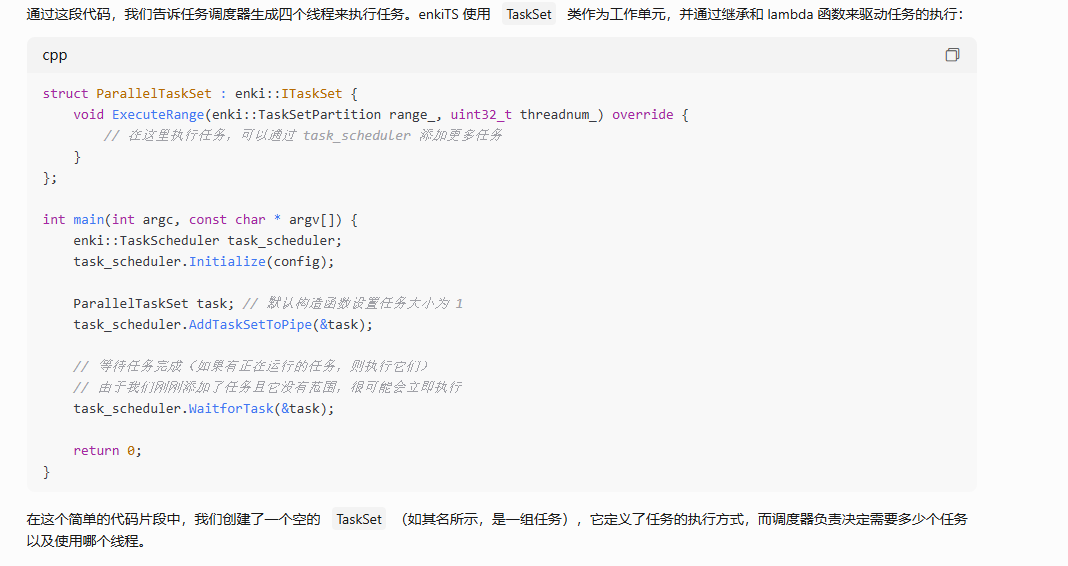 通过这段代码，我们告诉任务调度器生成四个线程来执行任务。enkiTS 使用 TaskSet 类作为工作单元，并通过继承和 lambda 函数来驱动任务的执行：
cpp
struct ParallelTaskSet : enki::ITaskSet {
    void ExecuteRange(enki::TaskSetPartition range_, uint32_t threadnum_) override {
        // 在这里执行任务，可以通过 task_scheduler 添加更多任务
    }
};

int main(int argc, const char * argv[]) {
    enki::TaskScheduler task_scheduler;
    task_scheduler.Initialize(config);

    ParallelTaskSet task; // 默认构造函数设置任务大小为 1
    task_scheduler.AddTaskSetToPipe(&task);

    // 等待任务完成（如果有正在运行的任务，则执行它们）
    // 由于我们刚刚添加了任务且它没有范围，很可能会立即执行
    task_scheduler.WaitforTask(&task);

    return 0;
}
在这个简单的代码片段中，我们创建了一个空的 TaskSet （如其名所示，是一组任务），它定义了任务的执行方式，而调度器负责决定需要多少个任务
以及使用哪个线程。